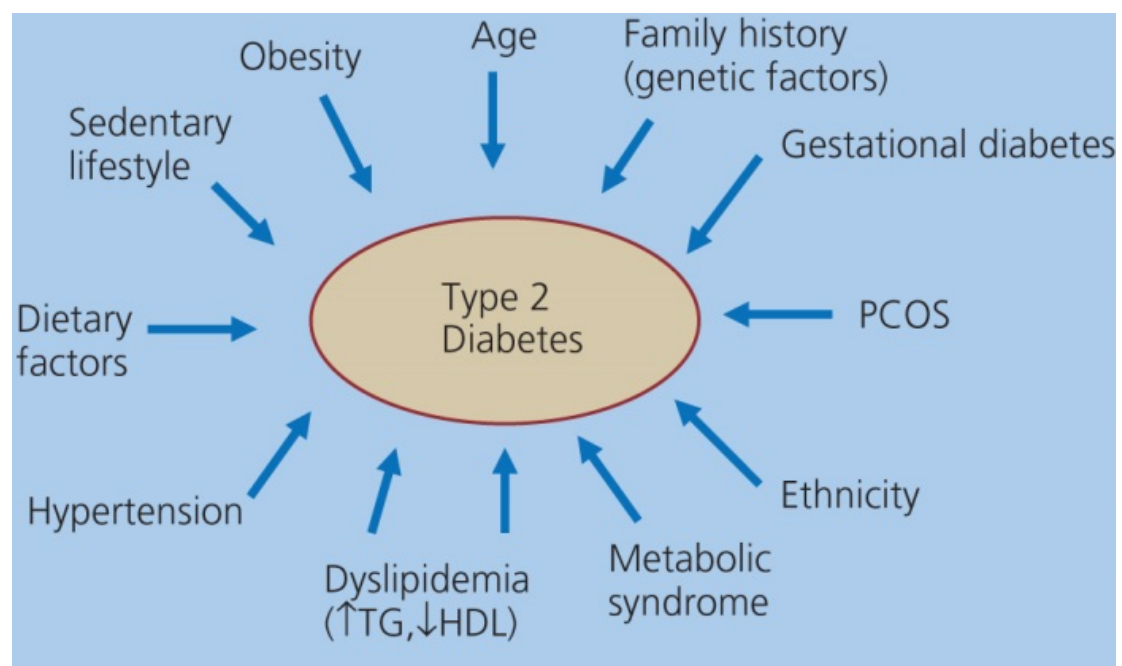 Age
Family history
(genetic factors)
Obesity
Sedentary
lifestyle
Gestational diabetes
Type 2
Diabetes
Dietary
factors
PCOS
Hypertension
Ethnicity
Dyslipidemia
(↑TG,↓HDL)
Metabolic
syndrome